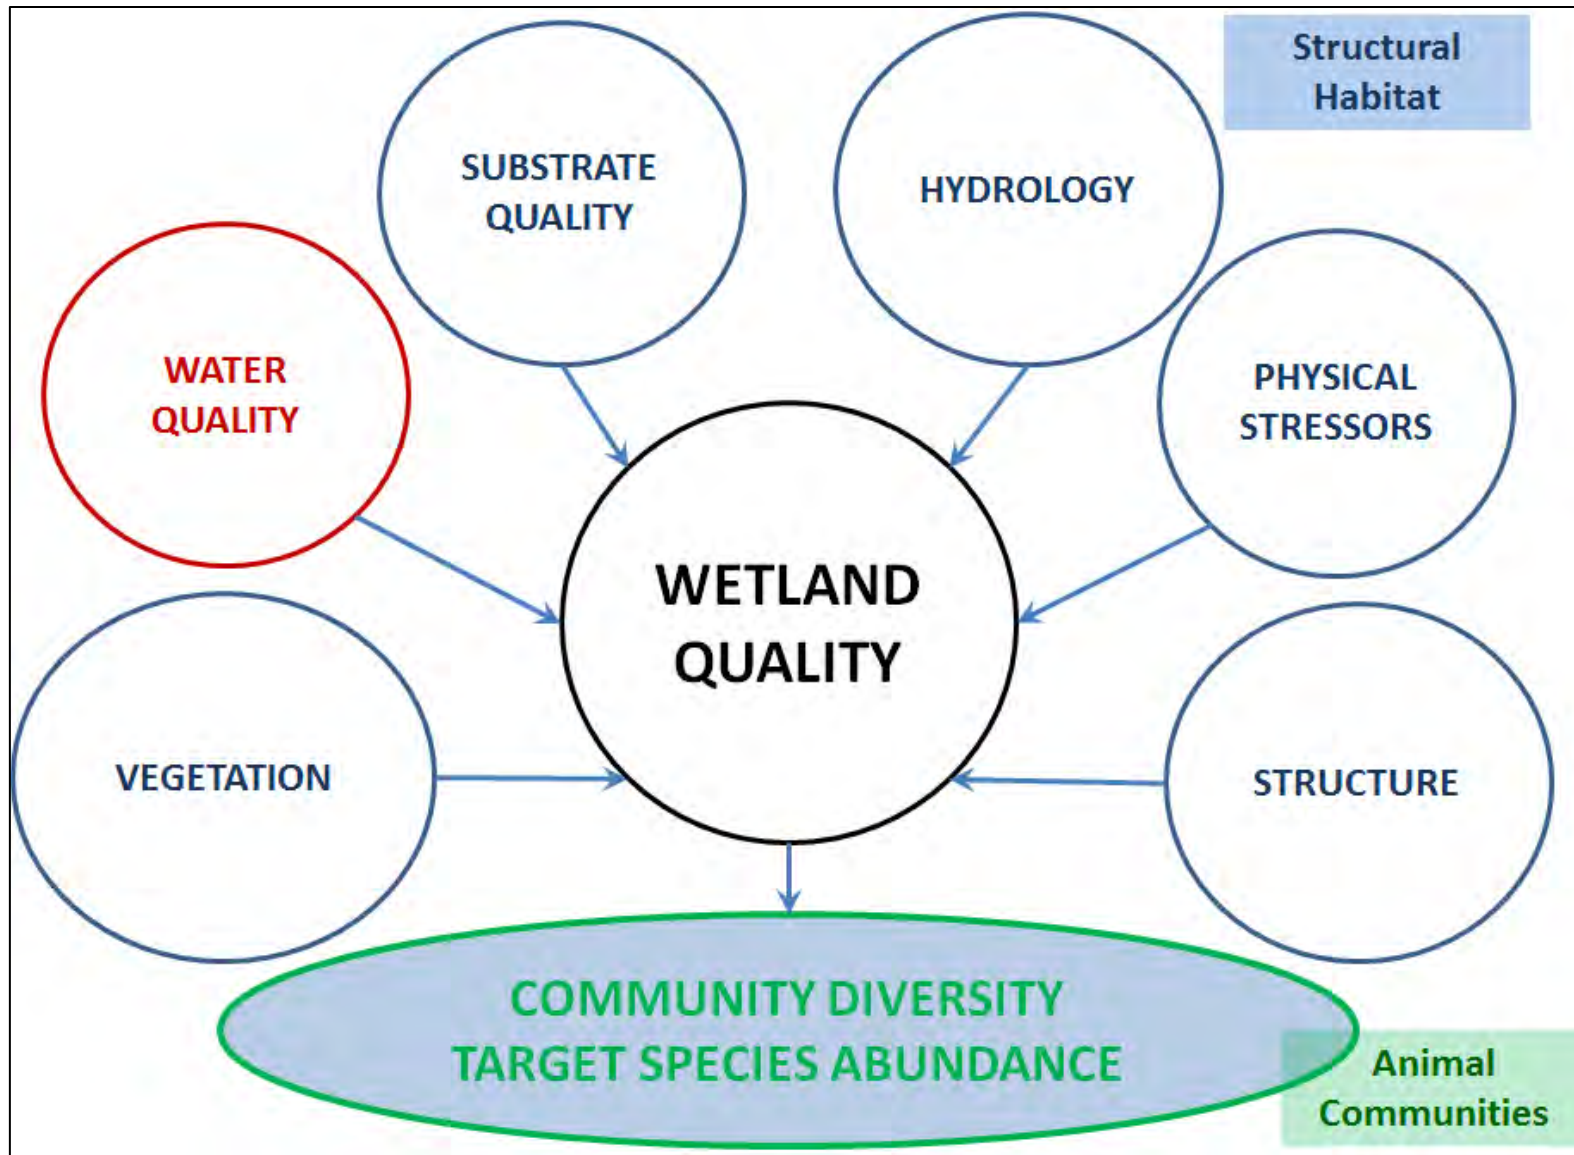 Structural
Habitat
SUBSTRATE
QUALITY
HYDROLOGY
WATER
QUALITY
PHYSICAL
STRESSORS
WETLAND
QUALITY
VEGETATION
STRUCTURE
COMMUNITY DIVERSITY
TARGET SPECIES ABUNDANCE
Animal
Communities